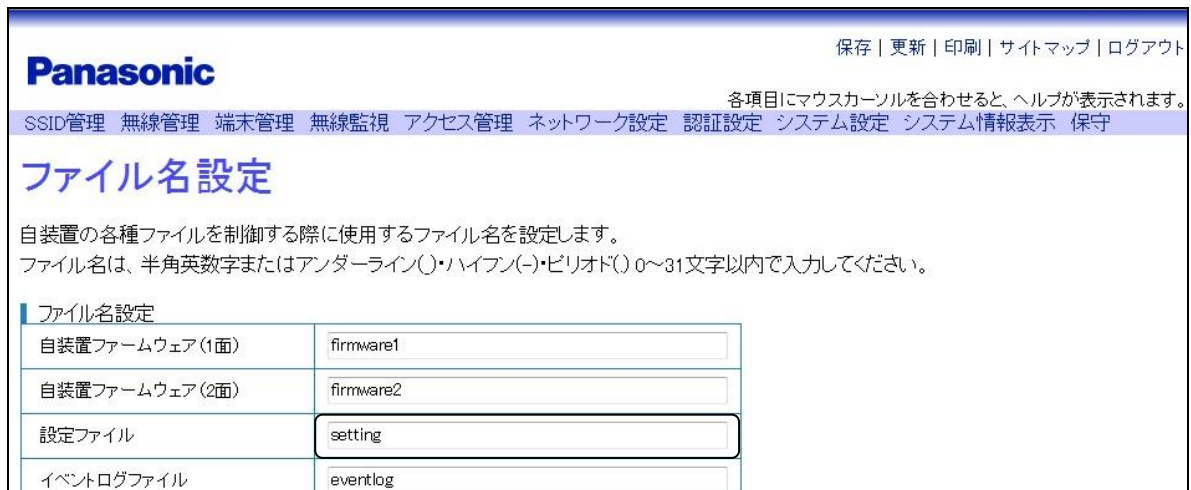 保存 | 更新 | 印刷 | サイトマップ | ログアウト
Panasonic
各項目にマウスカーソルを合わせると、ヘルプが表示されます。
SSID管理 無線管理 端末管理 無線監視 アクセス管理 ネットワーク設定 認証設定 システム設定 システム情報表示 保守
ファイル名設定
自装置の各種ファイルを制御する際に使用するファイル名を設定します。
ファイル名は、半角英数字またはアンダーライン(_)・ハイフン(-)・ピリオド(.) 0～31文字以内で入力してください。
ファイル名設定
自装置ファームウェア(1面) firmware1
自装置ファームウェア(2面) firmware2
設定ファイル setting
イベントログファイル eventlog